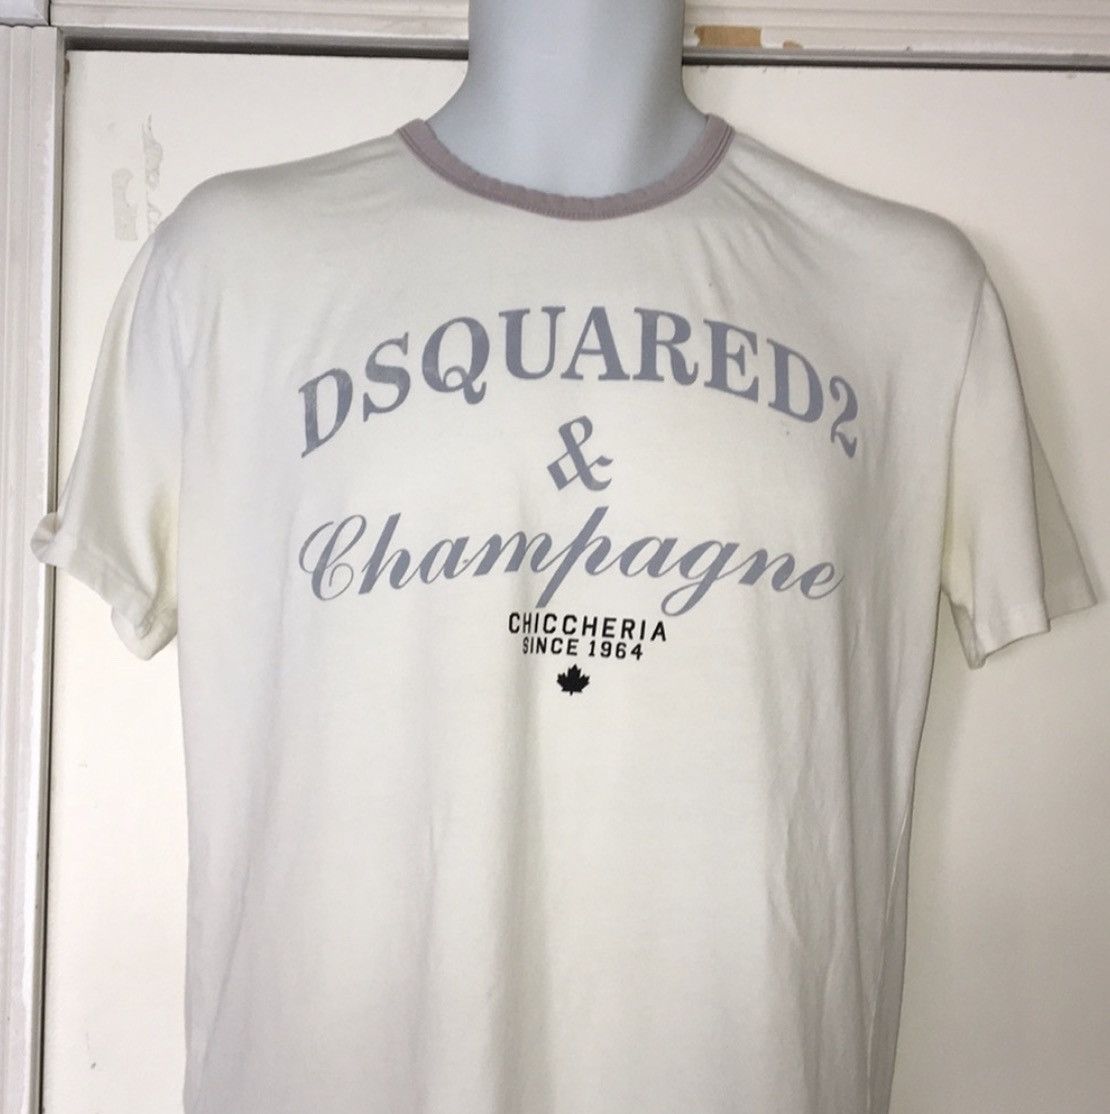 DSQUARED2
&
Champagne
CHICCHERIA
SINCE 1964